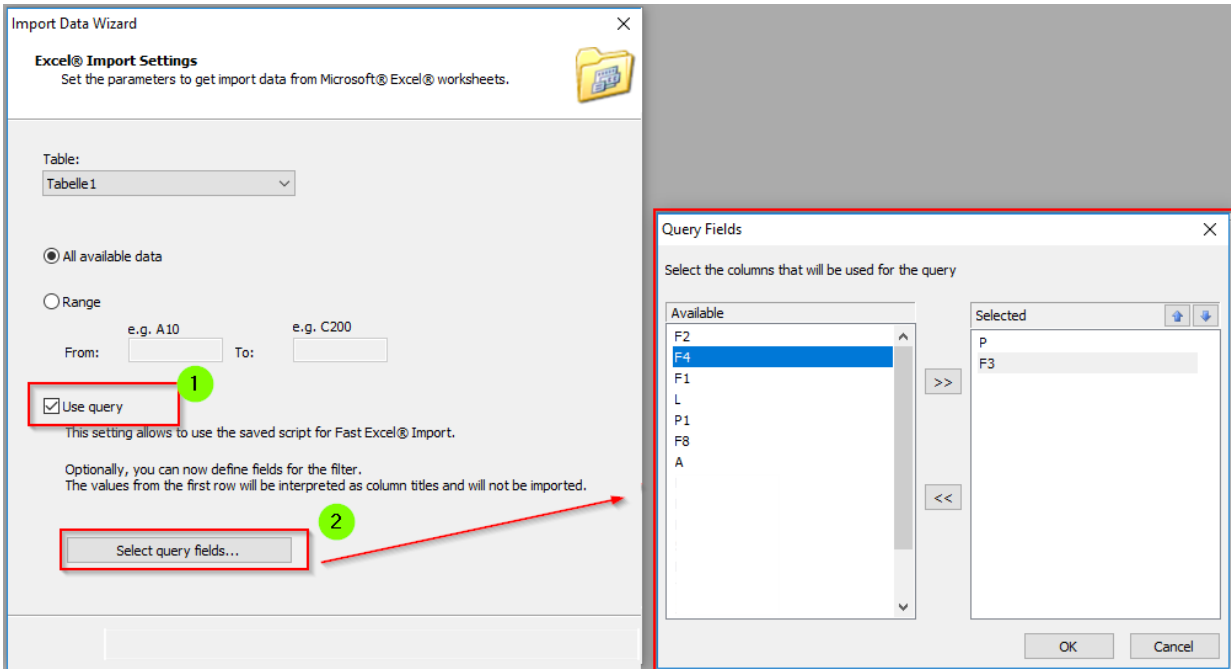 Import Data Wizard
Excel® Import Settings
Set the parameters to get import data from Microsoft® Excel® worksheets.
Table:
Tabelle1
All available data
Range
e.g. A10
e.g. C200
From:
To:
1
Use query
This setting allows to use the saved script for Fast Excel® Import.
Optionally, you can now define fields for the filter.
The values from the first row will be interpreted as column titles and will not be imported.
2
Select query fields...
Query Fields
Select the columns that will be used for the query
Available
F2
F4
F1
L
P1
F8
A
>>
<<
Selected
P
F3
OK
Cancel